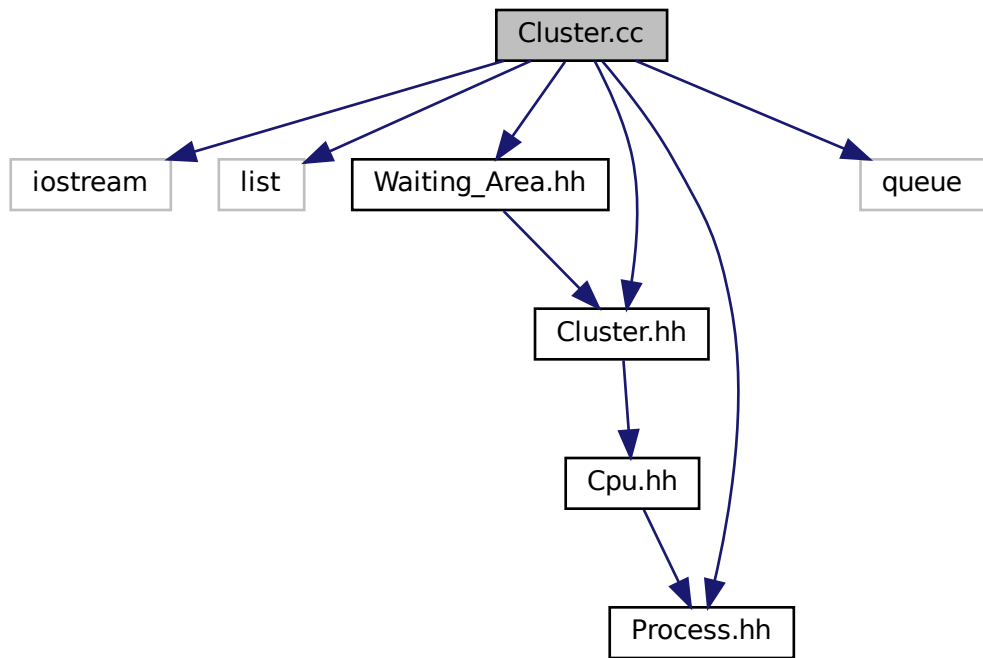 Cluster.cc
iostream
list
Waiting_Area.hh
queue
Cluster.hh
Cpu.hh
Process.hh